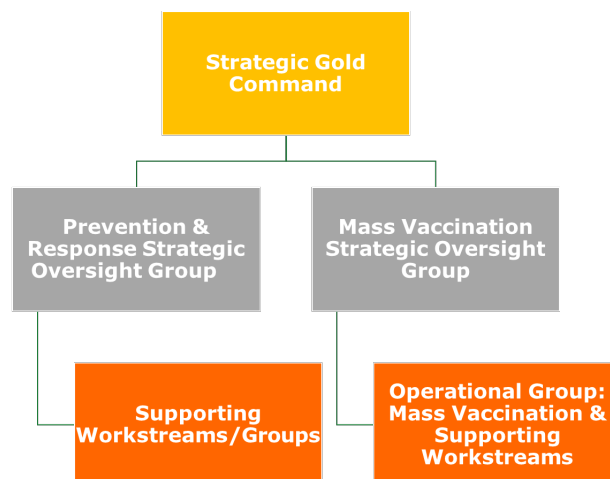 Strategic Gold
Command
Prevention &
Response Strategic
Oversight Group
Mass Vaccination
Strategic Oversight
Group
Supporting
Workstreams/Groups
Operational Group:
Mass Vaccination &
Supporting
Workstreams